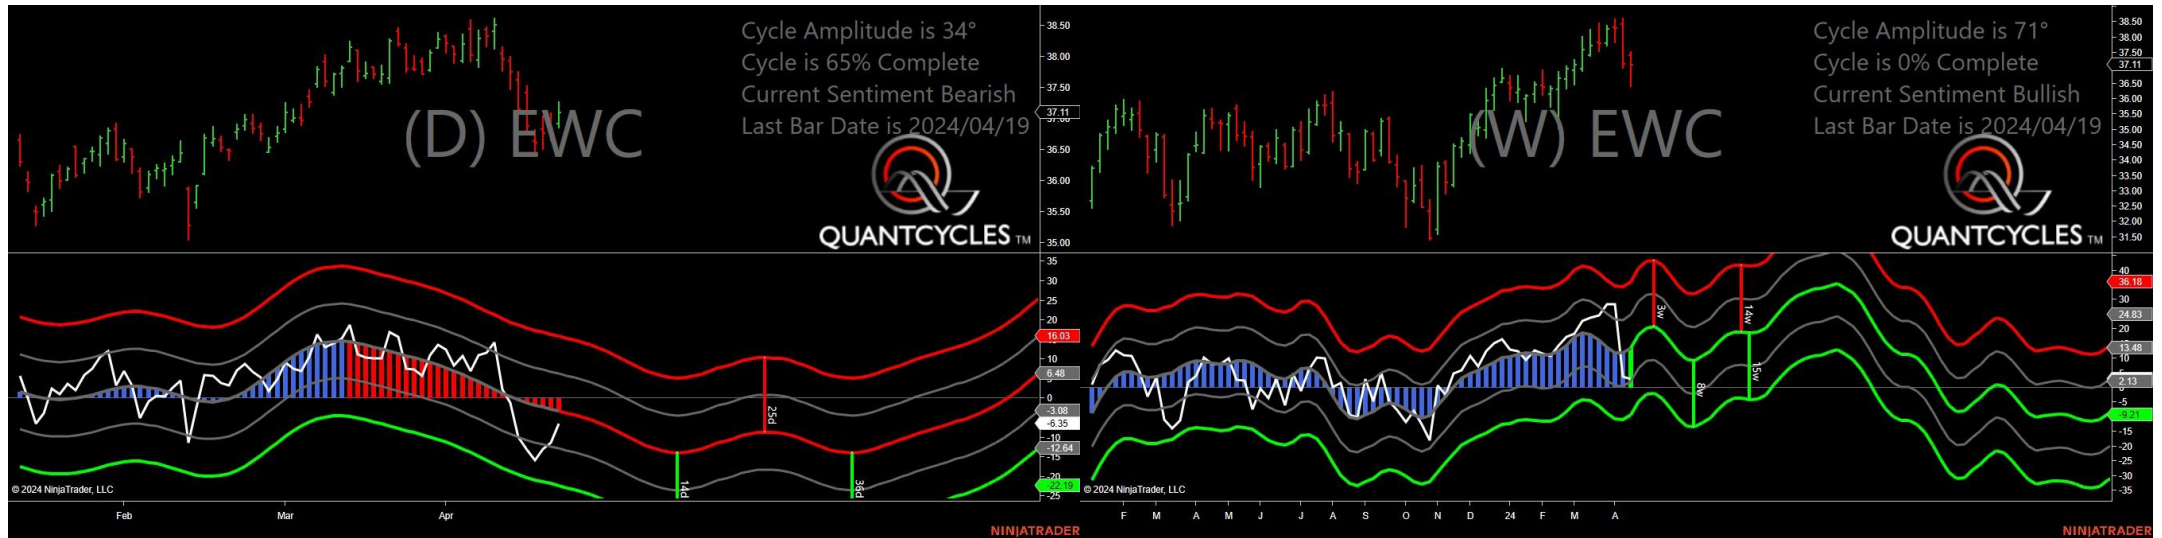 Cycle Amplitude is 34°
Cycle is 65% Complete
Current Sentiment Bearish
Last Bar Date is 2024/04/19
(D) EWC
QUANTCYCLES TM
38.50
38.00
37.50
37.11
37.00
36.50
36.00
35.50
35.00
35
30
25
20
16.03
10
6.48
0
-3.08
-6.35
-10
-12.64
-15
-20
-22.19
-25
25d
14d
36d
© 2024 NinjaTrader, LLC
Feb
Mar
Apr
NINJATRADER
Cycle Amplitude is 71°
Cycle is 0% Complete
Current Sentiment Bullish
Last Bar Date is 2024/04/19
(W) EWC
QUANTCYCLES TM
38.50
38.00
37.50
37.11
36.50
36.00
35.50
35.00
34.50
34.00
33.50
33.00
32.50
32.00
31.50
40
36.18
30
24.83
20
13.48
10
5
2.13
-5
-9.21
-15
-20
-25
-30
-35
3w
14w
8w
15w
© 2024 NinjaTrader, LLC
F
M
A
M
J
J
A
S
O
N
D
24
F
M
A
NINJATRADER